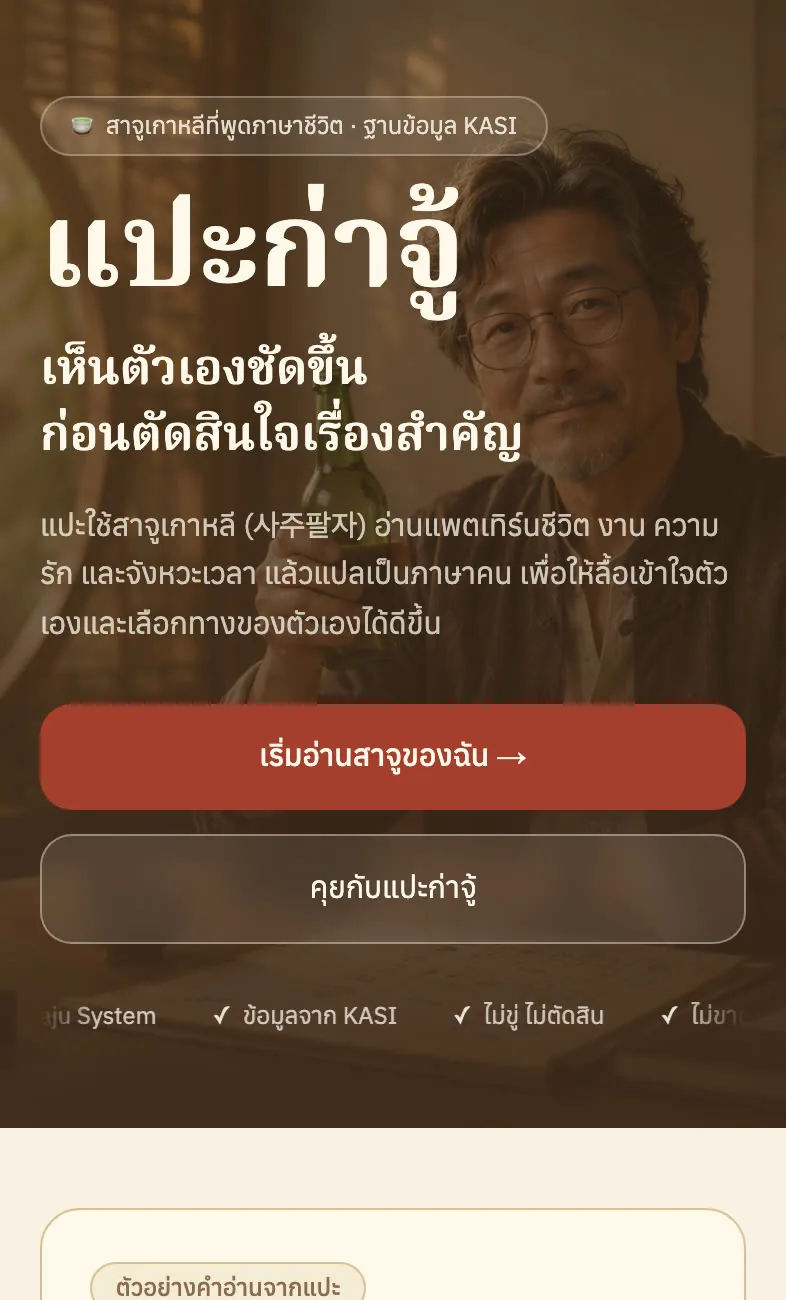 สาจูเกาหลีที่พูดภาษาชีวิต · ฐานข้อมูล KASI
แปะก่าจู้
เห็นตัวเองชัดขึ้น
ก่อนตัดสินใจเรื่องสำคัญ
แปะใช้สาจูเกาหลี (사주팔자) อ่านแพตเทิร์นชีวิต งาน ความ
รัก และจังหวะเวลา แล้วแปลเป็นภาษาคน เพื่อให้ลื้อเข้าใจตัว
เองและเลือกทางของตัวเองได้ดีขึ้น
เริ่มอ่านสาจูของฉัน →
คุยกับแปะก่าจู้
System ✓ ข้อมูลจาก KASI ✓ ไม่ขู่ ไม่ตัดสิน ✓
ตัวอย่างคำอ่านจากแปะ